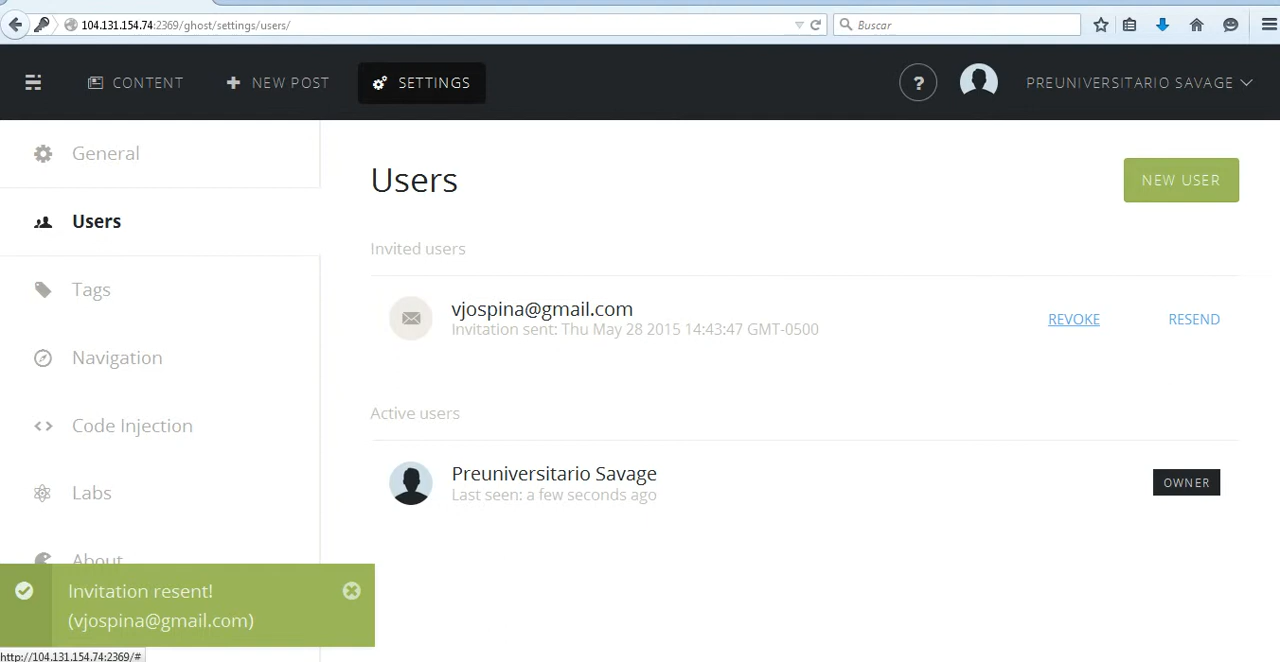 104.131.154.74:2369/ghost/settings/users/
Buscar
CONTENT
NEW POST
SETTINGS
?
PREUNIVERSITARIO SAVAGE
General
Users
Tags
Navigation
Code Injection
Labs
About
Users
NEW USER
Invited users
vjospina@gmail.com
Invitation sent: Thu May 28 2015 14:43:47 GMT-0500
REVOKE
RESEND
Active users
Preuniversitario Savage
Last seen: a few seconds ago
OWNER
Invitation resent!
(vjospina@gmail.com)
http://104.131.154.74:2369/#